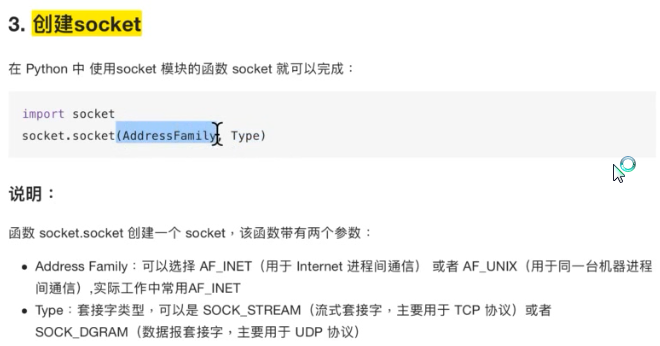 3. 创建socket
在 Python 中 使用socket 模块的函数 socket 就可以完成：
import socket
socket.socket(AddressFamily, Type)
说明：
函数 socket.socket 创建一个 socket，该函数带有两个参数：
● Address Family：可以选择 AF_INET（用于 Internet 进程间通信） 或者 AF_UNIX（用于同一台机器进程
间通信）,实际工作中常用AF_INET
● Type：套接字类型，可以是 SOCK_STREAM（流式套接字，主要用于 TCP 协议）或者
SOCK_DGRAM（数据报套接字，主要用于 UDP 协议）